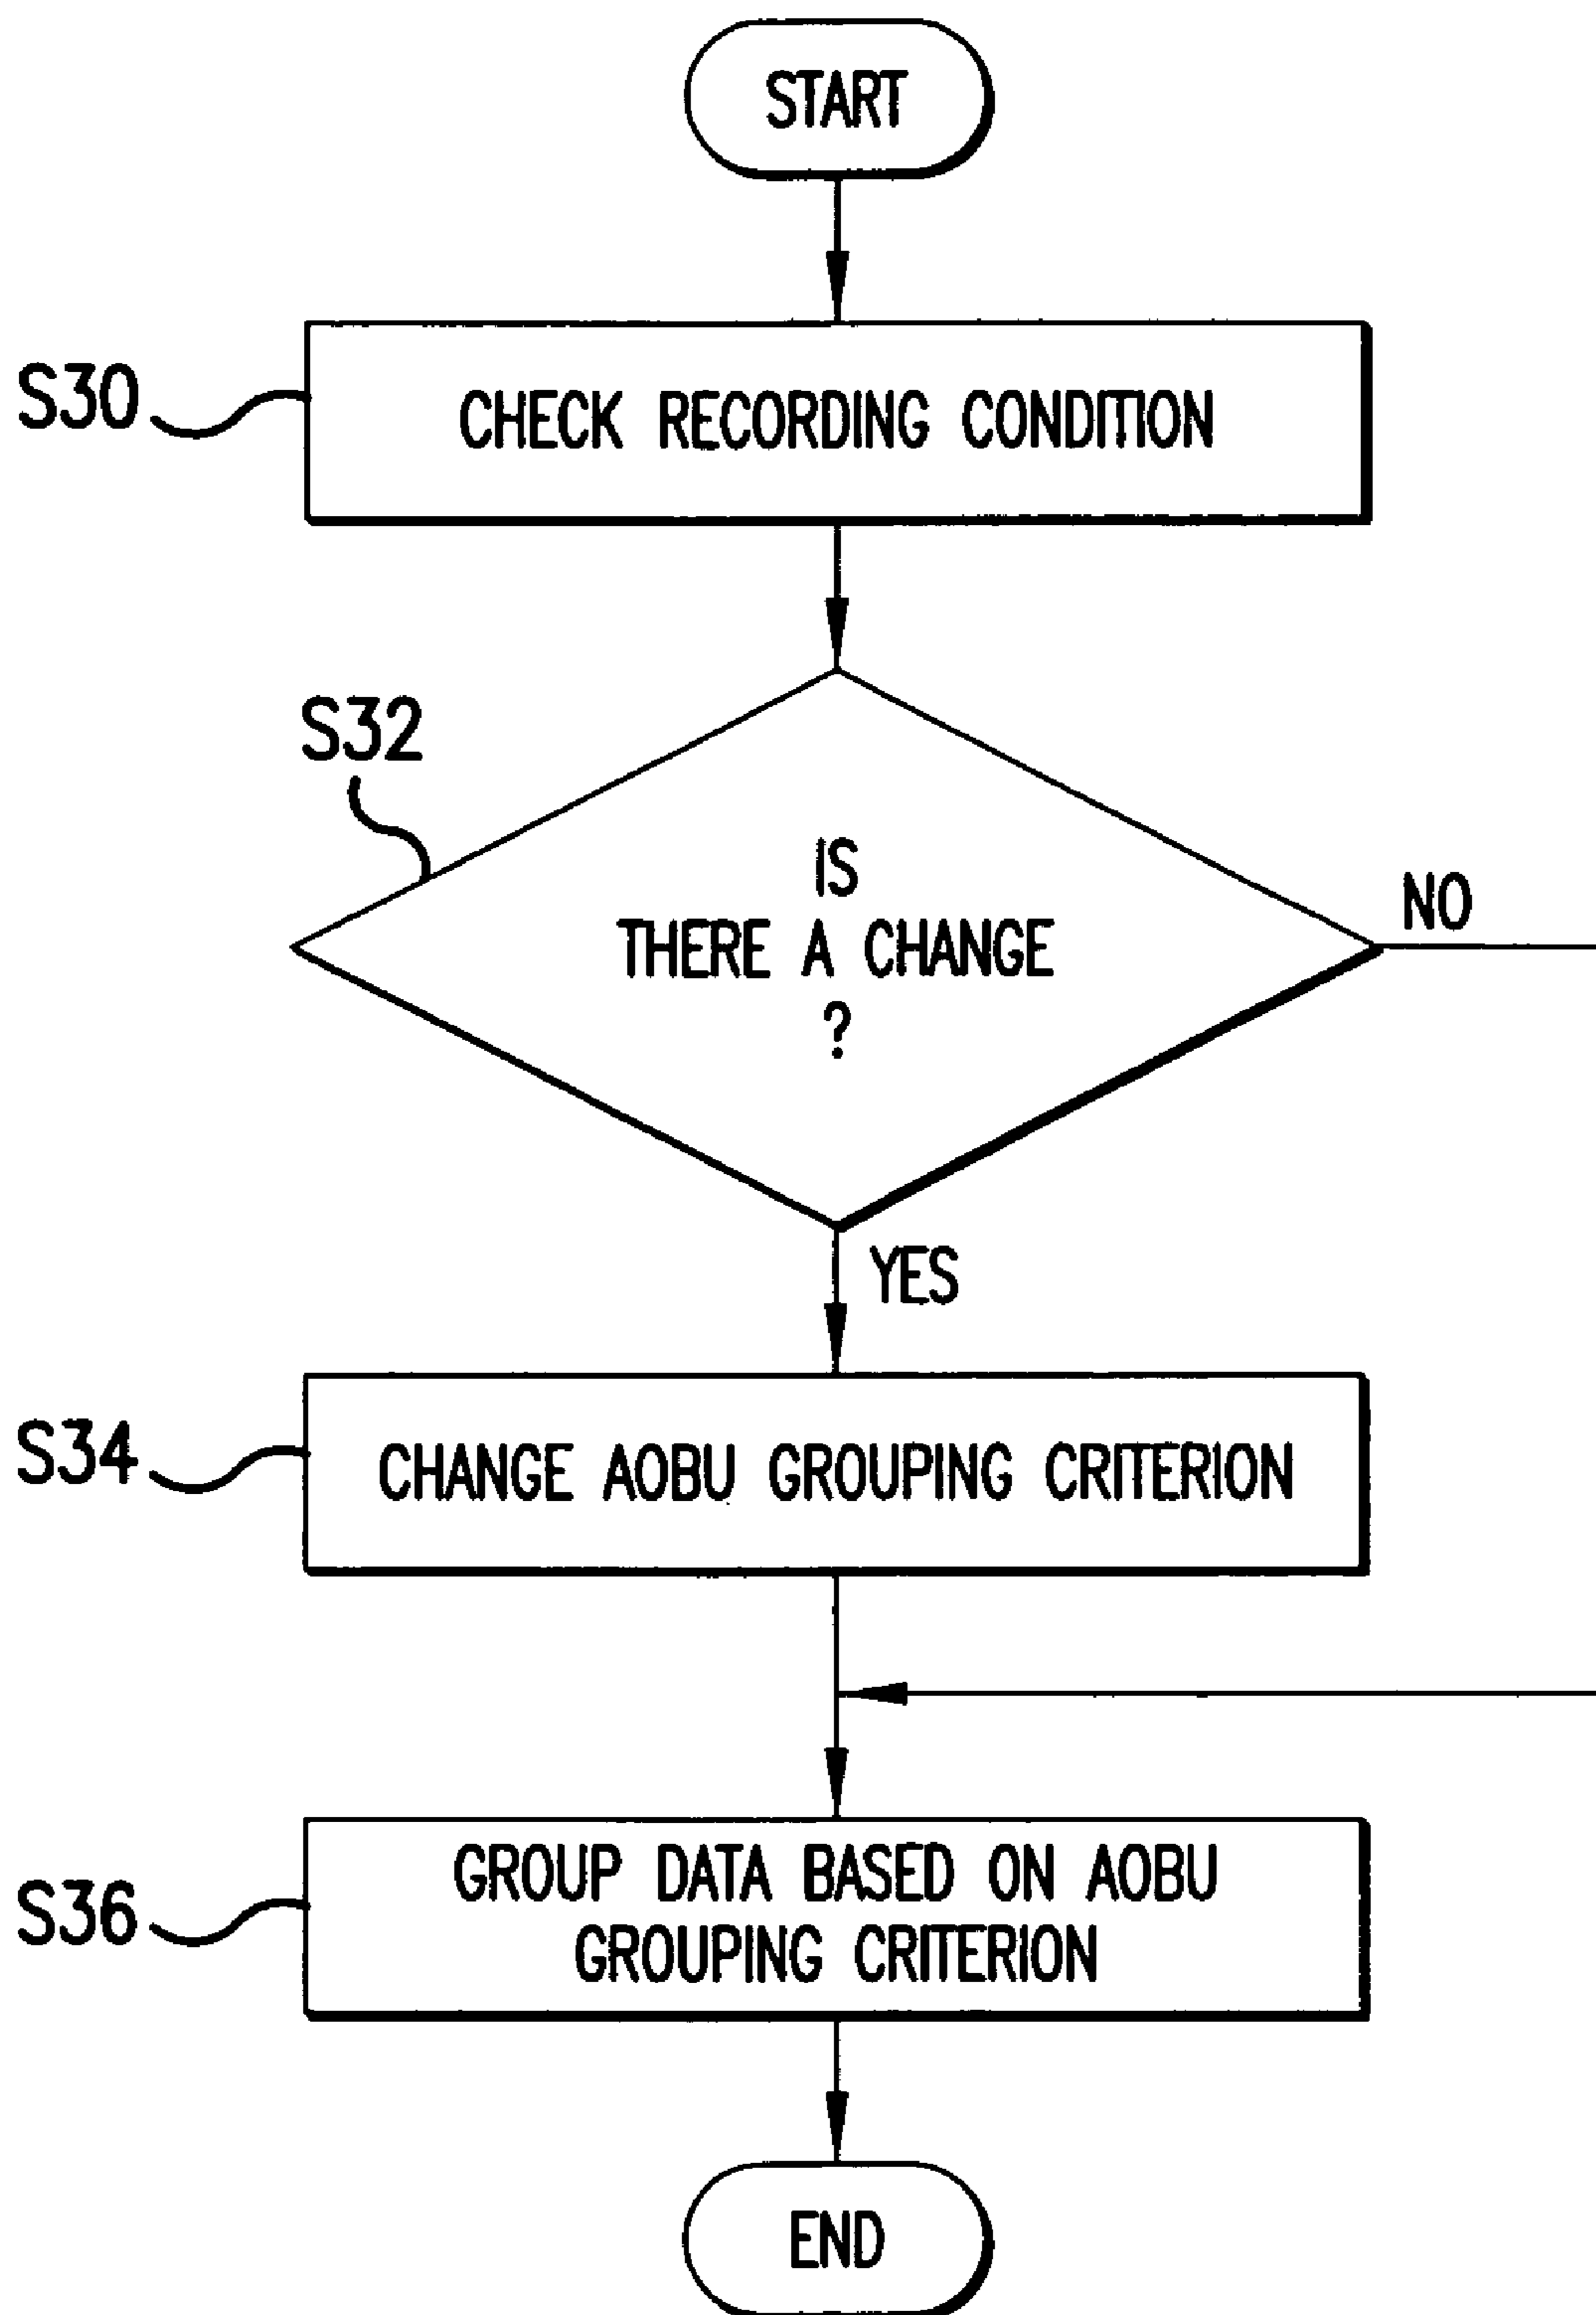 START
S30
CHECK RECORDING CONDITION
S32
IS
THERE A CHANGE
?
NO
YES
S34
CHANGE AOBU GROUPING CRITERION
S36
GROUP DATA BASED ON AOBU
GROUPING CRITERION
END